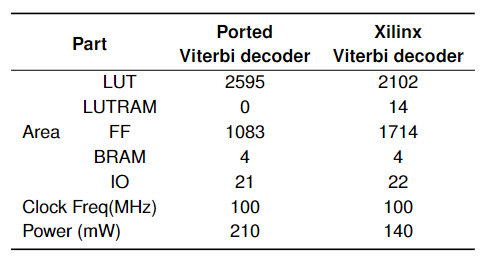 Part Ported Viterbi decoder Xilinx Viterbi decoder
LUT 2595 2102
LUTRAM 0 14
Area FF 1083 1714
BRAM 4 4
IO 21 22
Clock Freq(MHz) 100 100
Power (mW) 210 140